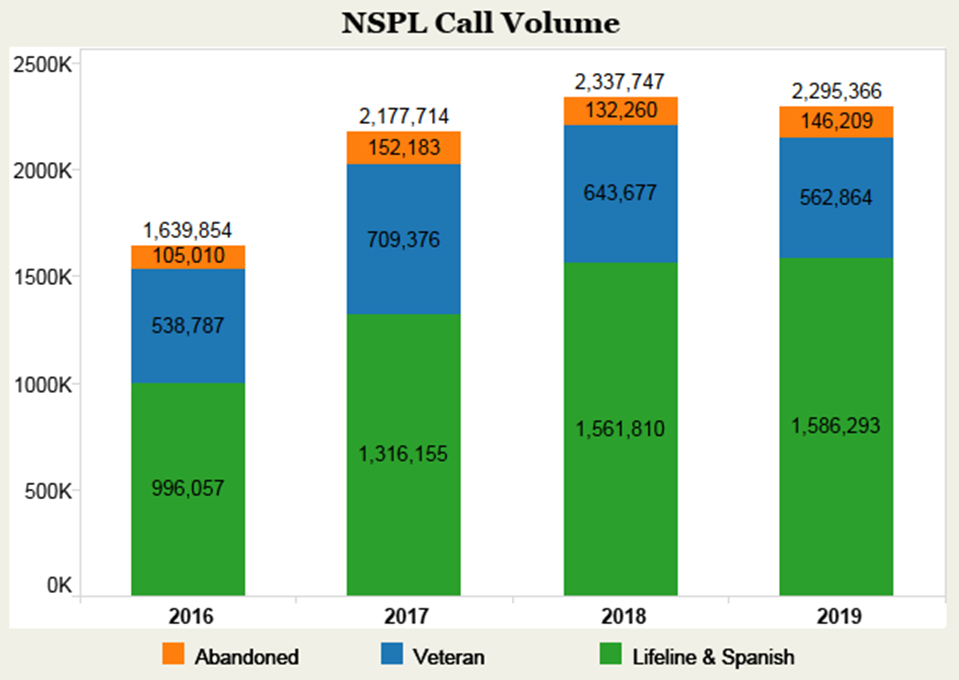 NSPL Call Volume
2500K
2000K
1500K
1000K
500K
0K
1,639,854
105,010
538,787
996,057
2,177,714
152,183
709,376
1,316,155
2,337,747
132,260
643,677
1,561,810
2,295,366
146,209
562,864
1,586,293
2016 2017 2018 2019
Abandoned Veteran Lifeline & Spanish